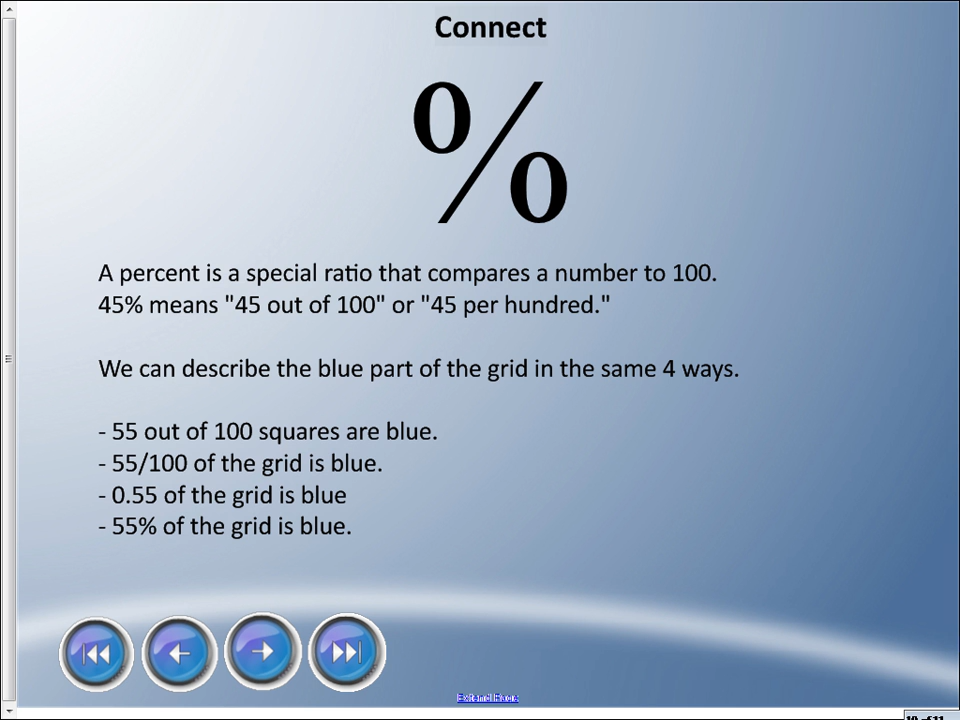 Connect
%
A percent is a special ratio that compares a number to 100.
45% means "45 out of 100" or "45 per hundred."
We can describe the blue part of the grid in the same 4 ways.
- 55 out of 100 squares are blue.
- 55/100 of the grid is blue.
- 0.55 of the grid is blue
- 55% of the grid is blue.
Extend Page